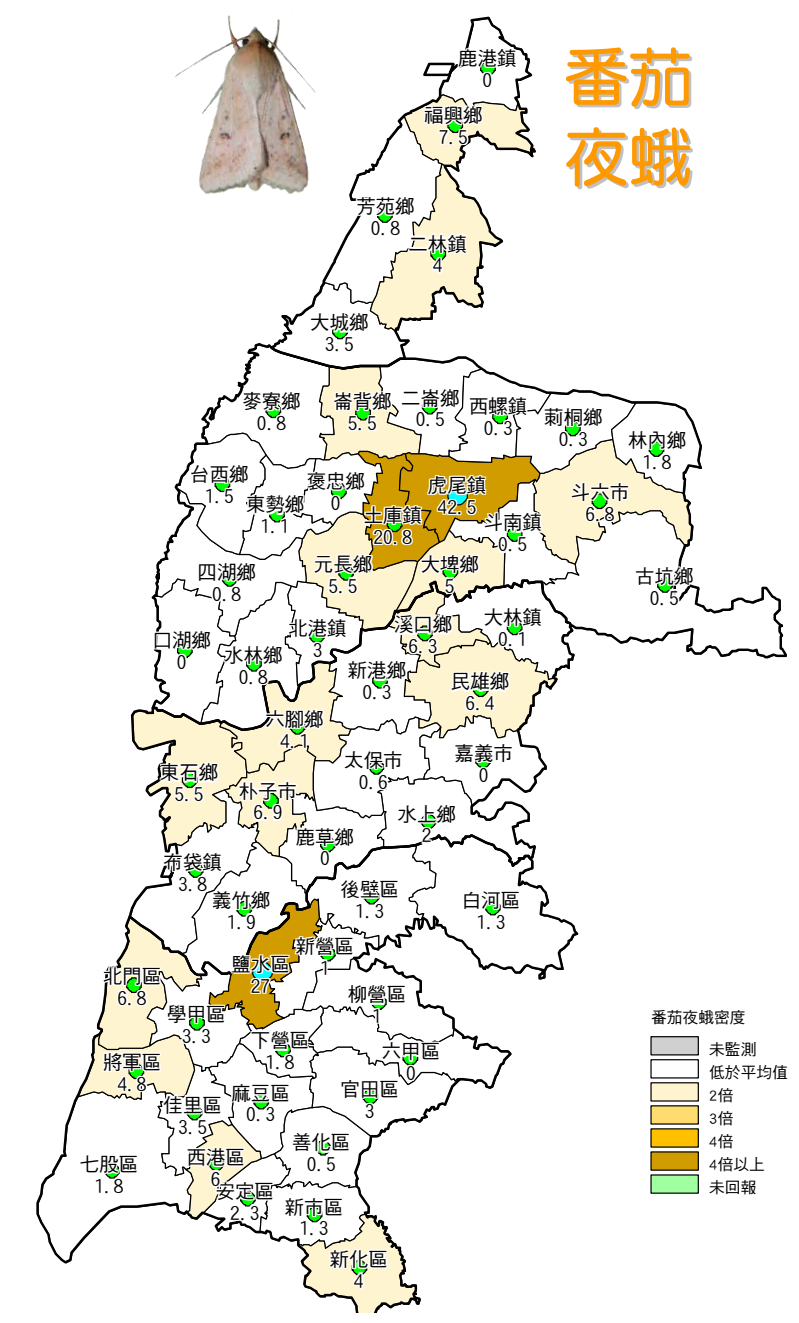 番茄
夜蛾
鹿港鎮
0
福興鄉
7.5
芳苑鄉
0.8
二林鎮
4
大城鄉
3.5
麥寮鄉
0.8
崙背鄉
5.5
二崙鄉
0.5
西螺鎮
0.3
莿桐鄉
0.3
林內鄉
1.8
台西鄉
1.5
東勢鄉
1.1
褒忠鄉
0
土庫鎮
20.8
虎尾鎮
42.5
斗南鎮
0.5
斗六市
6.8
四湖鄉
0.8
元長鄉
5.5
大埤鄉
5
古坑鄉
0.5
口湖鄉
0
水林鄉
0.8
北港鎮
3
溪口鄉
6.3
大林鎮
0.1
新港鄉
0.3
民雄鄉
6.4
六腳鄉
4.1
東石鄉
5.5
朴子市
6.9
太保市
0.6
嘉義市
0
鹿草鄉
0
水上鄉
2
布袋鎮
3.8
義竹鄉
1.9
後壁區
1.3
白河區
1.3
鹽水區
27
新營區
1
北門區
6.8
學甲區
3.3
柳營區
1
下營區
1.8
六甲區
0
將軍區
4.8
佳里區
3.5
麻豆區
0.3
官田區
3
七股區
1.8
西港區
6
善化區
0.5
安定區
2.3
新市區
1.3
新化區
4
番茄夜蛾密度
未監測
低於平均值
2倍
3倍
4倍
4倍以上
未回報